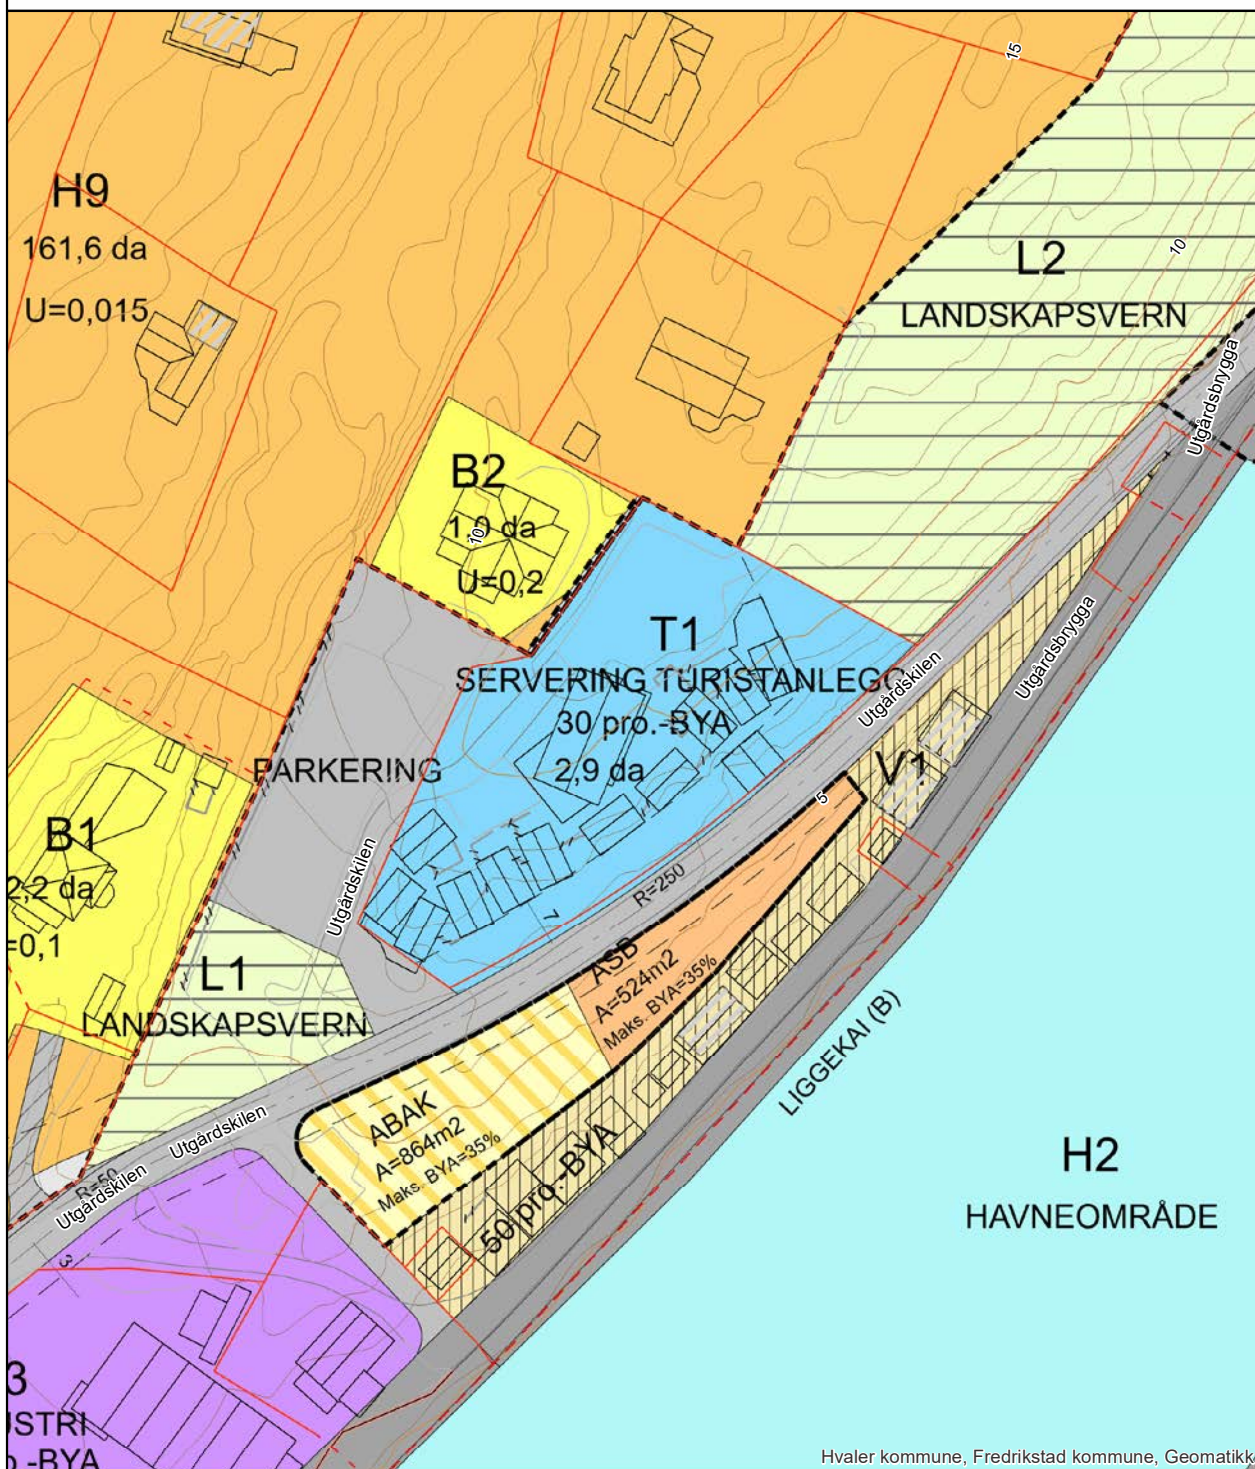 15
H9
161,6 da
U=0,015
L2
10
LANDSKAPSVERN
Utgårdsbrygga
B2
1,0 da
10
U=0,2
T1
SERVERING TURISTANLEGG
30 pro.-BYA
2,9 da
Utgårdskilen
Utgårdsbrygga
PARKERING
V1
5
B1
2,2 da
=0,1
Utgårdskilen
R=250
7
L1
LANDSKAPSVERN
ASB
A=524m2
Maks. BYA=35%
LIGGEKAI (B)
ABAK
A=864m2
Maks. BYA=35%
Utgårdskilen
R=50
Utgårdskilen
50 pro.-BYA
H2
HAVNEOMRÅDE
3
3
USTRI
o.-BYA
Hvaler kommune, Fredrikstad kommune, Geomatikk